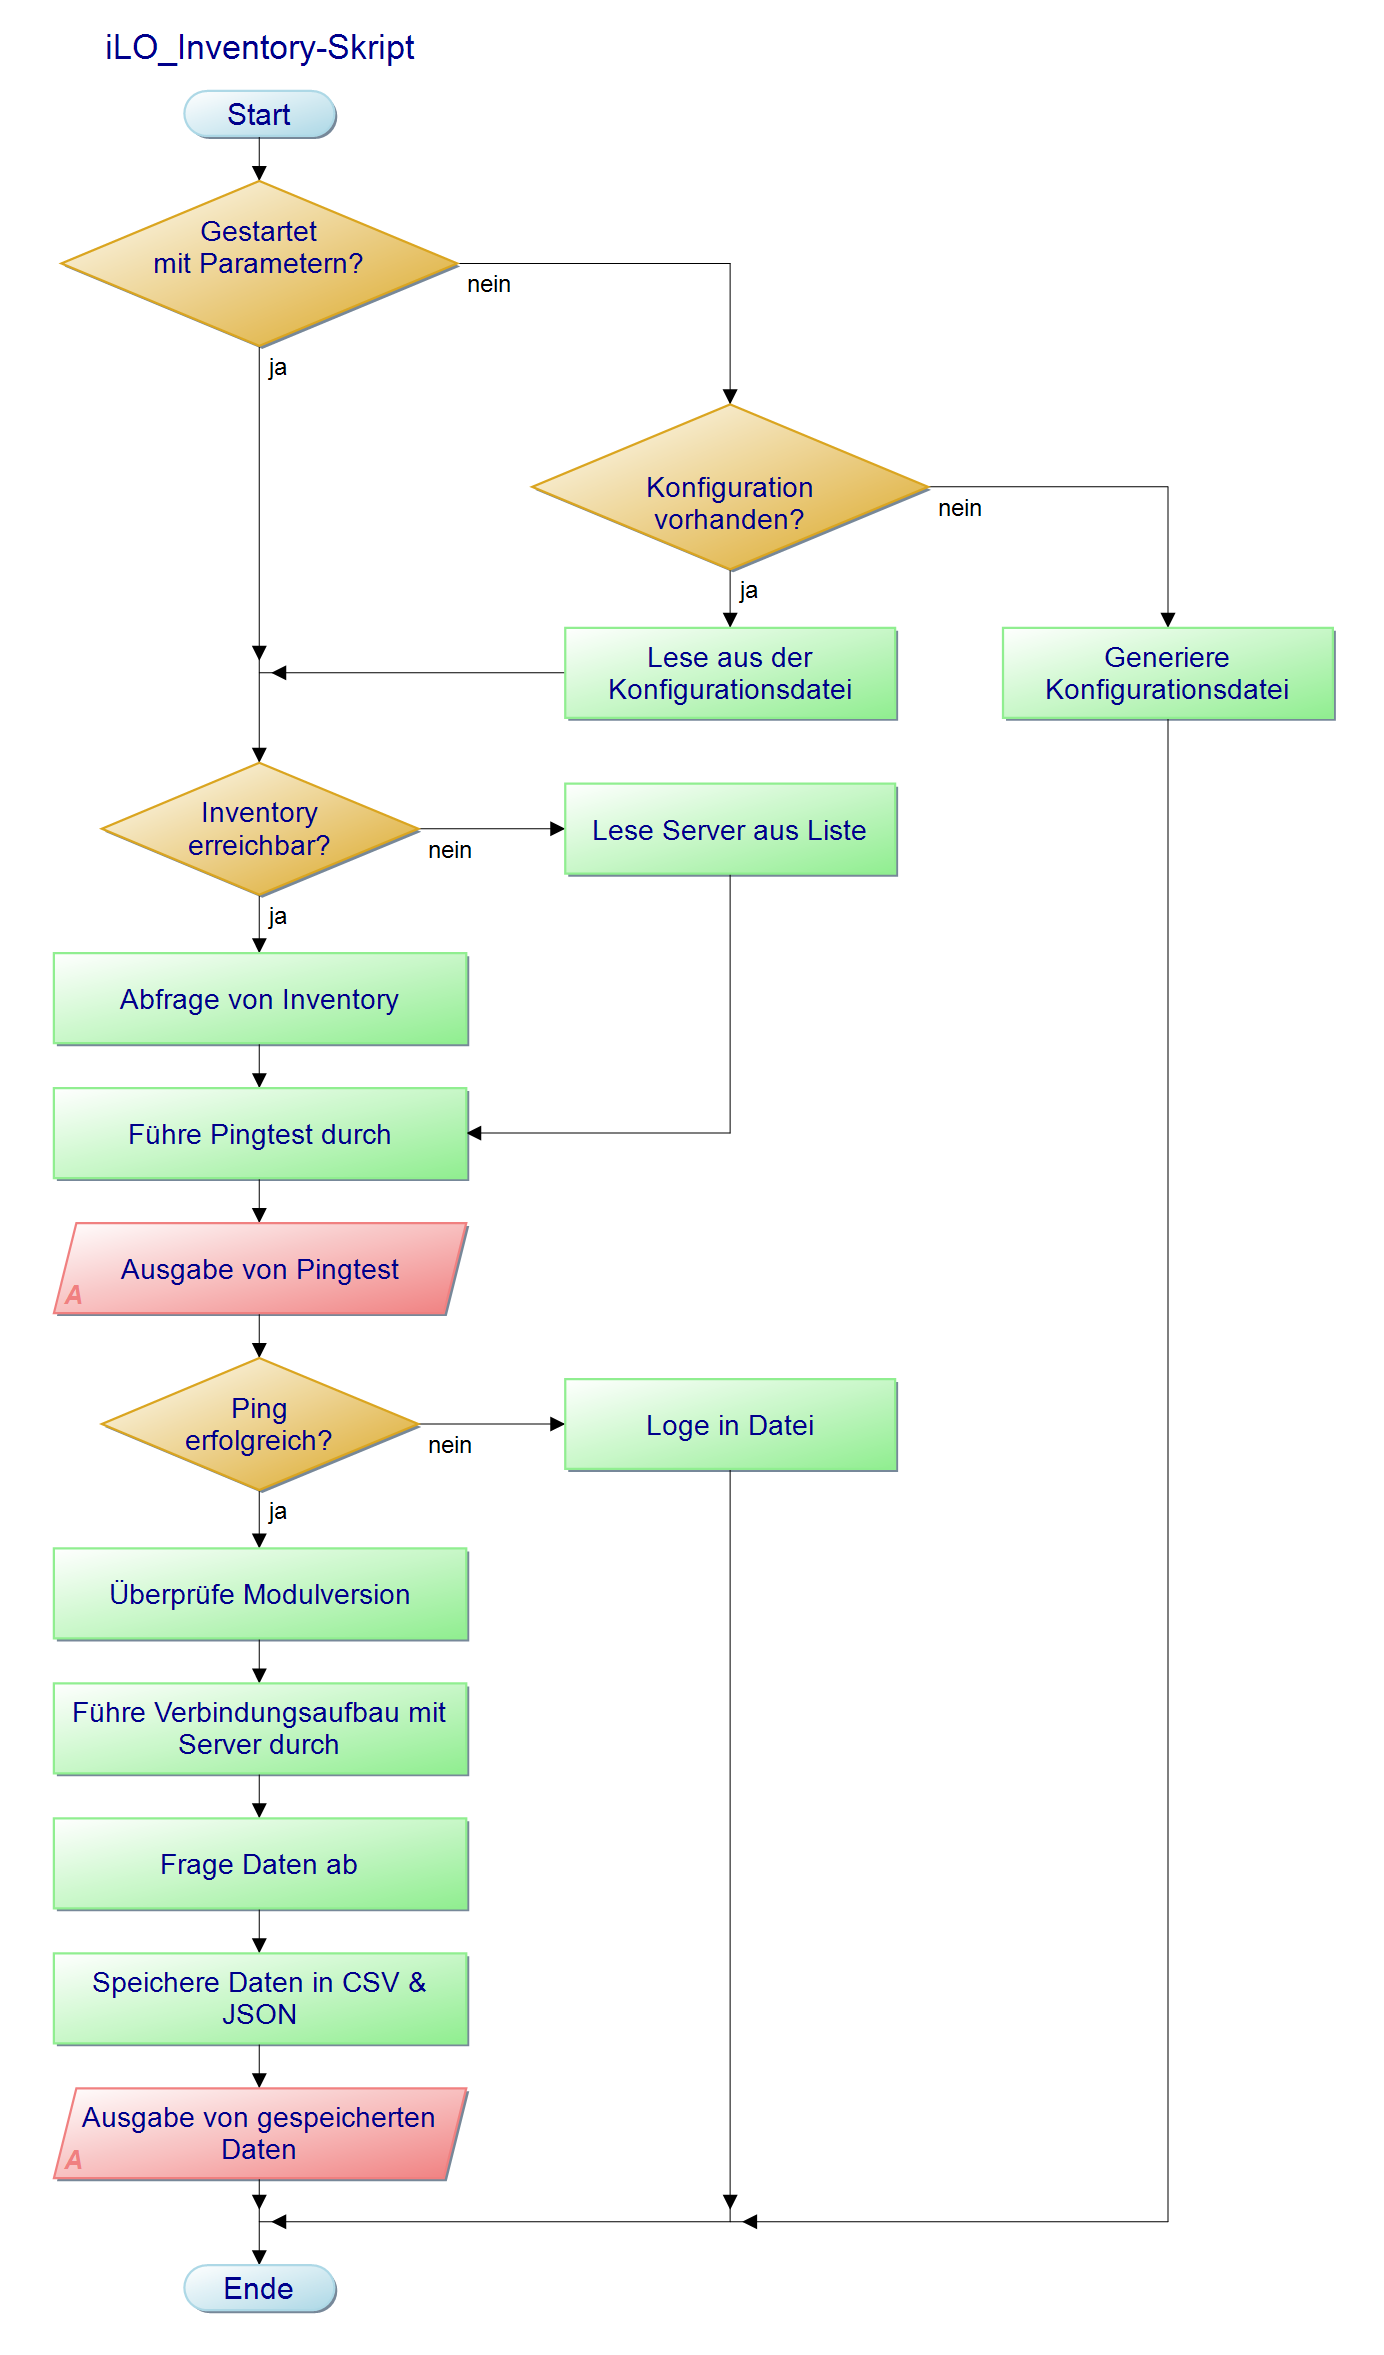 iLO_Inventory-Skript
Start
Gestartet
mit Parametern?
nein
ja
Konfiguration
vorhanden?
nein
ja
Lese aus der
Konfigurationsdatei
Generiere
Konfigurationsdatei
Inventory
erreichbar?
nein
ja
Lese Server aus Liste
Abfrage von Inventory
Führe Pingtest durch
Ausgabe von Pingtest
A
Ping
erfolgreich?
nein
ja
Loge in Datei
Überprüfe Modulversion
Führe Verbindungsaufbau mit
Server durch
Frage Daten ab
Speichere Daten in CSV &
JSON
Ausgabe von gespeicherten
Daten
A
Ende